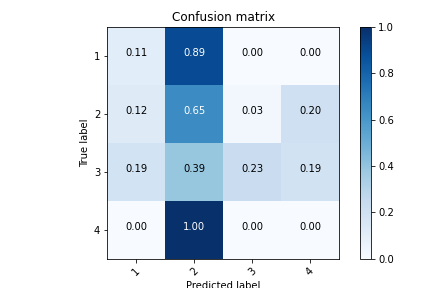 Confusion matrix
1.0
1 0.11 0.89 0.00 0.00
0.8
2 0.12 0.65 0.03 0.20
0.6
True label
0.4
3 0.19 0.39 0.23 0.19
0.2
4 0.00 1.00 0.00 0.00
0.0
1 2 3 4
Predicted label